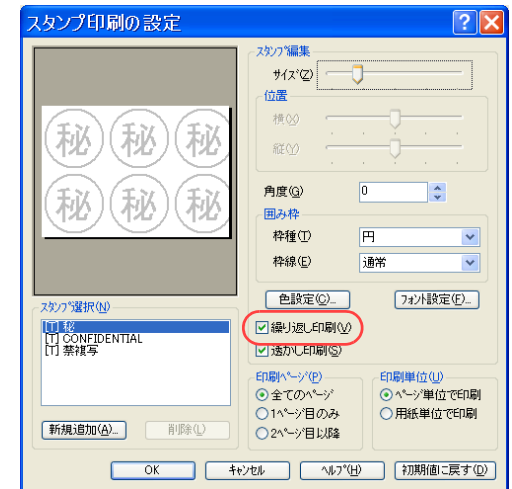 スタンプ印刷の設定
秘 秘 秘
秘 秘 秘
スタンプ選択(N)
[T] 秘
[T] CONFIDENTIAL
[T] 禁複写
新規追加(A)... 削除(L)
スタンプ編集
サイズ(Z)
位置
横(X)
縦(Y)
角度(G) 0
囲み枠
枠種(T) 円
枠線(E) 通常
色設定(C)... フォント設定(F)...
繰り返し印刷(V)
透かし印刷(S)
印刷ページ(P)
全てのページ
1ページ目のみ
2ページ目以降
印刷単位(U)
ページ単位で印刷
用紙単位で印刷
OK キャンセル ヘルプ(H) 初期値に戻す(D)